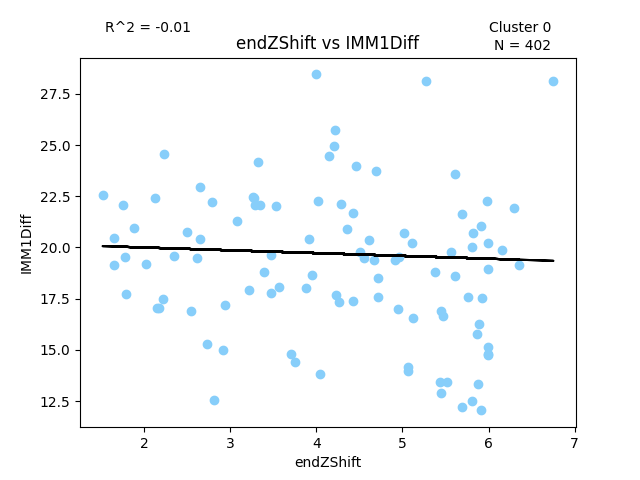 R^2 = -0.01
Cluster 0
endZShift vs IMM1Diff
N = 402
IMM1Diff
27.5
25.0
22.5
20.0
17.5
15.0
12.5
2 3 4 5 6 7
endZShift